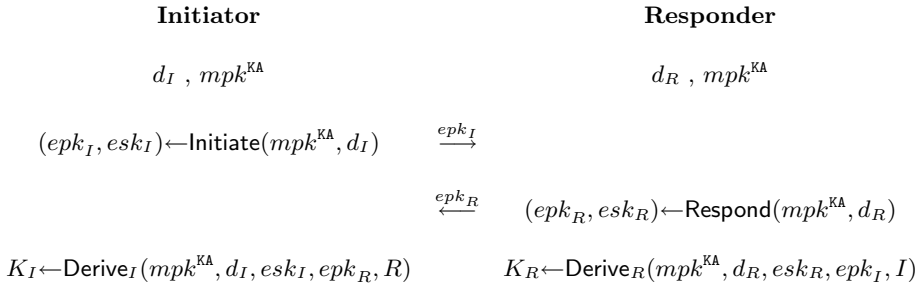 Initiator Responder
d_I , mpk^KA d_R , mpk^KA
(epk_I, esk_I)←Initiate(mpk^KA, d_I) epk_I ⟶
epk_R ⟵ (epk_R, esk_R)←Respond(mpk^KA, d_R)
K_I←Derive_I(mpk^KA, d_I, esk_I, epk_R, R) K_R←Derive_R(mpk^KA, d_R, esk_R, epk_I, I)